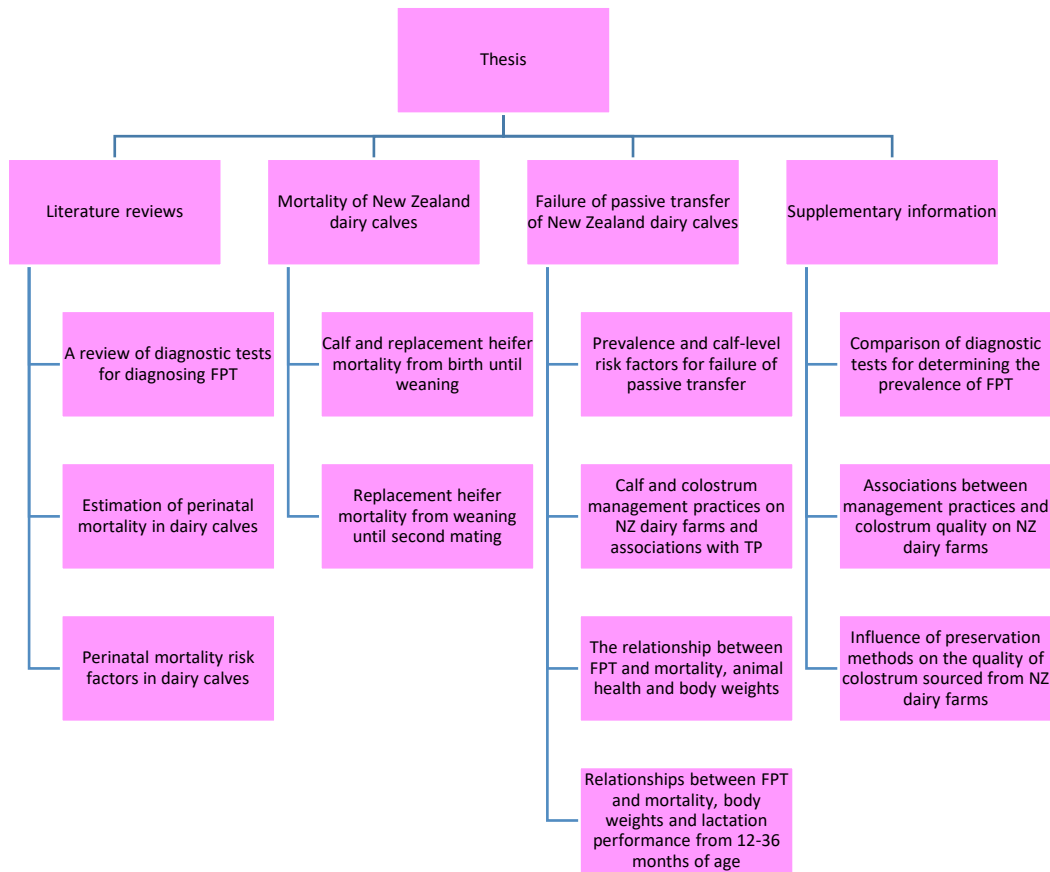 Thesis
Literature reviews
A review of diagnostic tests
for diagnosing FPT
Estimation of perinatal
mortality in dairy calves
Perinatal mortality risk
factors in dairy calves
Mortality of New Zealand
dairy calves
Calf and replacement heifer
mortality from birth until
weaning
Replacement heifer
mortality from weaning
until second mating
Failure of passive transfer
of New Zealand dairy calves
Prevalence and calf-level
risk factors for failure of
passive transfer
Calf and colostrum
management practices on
NZ dairy farms and
associations with TP
The relationship between
FPT and mortality, animal
health and body weights
Relationships between FPT
and mortality, body
weights and lactation
performance from 12-36
months of age
Supplementary information
Comparison of diagnostic
tests for determining the
prevalence of FPT
Associations between
management practices and
colostrum quality on NZ
dairy farms
Influence of preservation
methods on the quality of
colostrum sourced from NZ
dairy farms